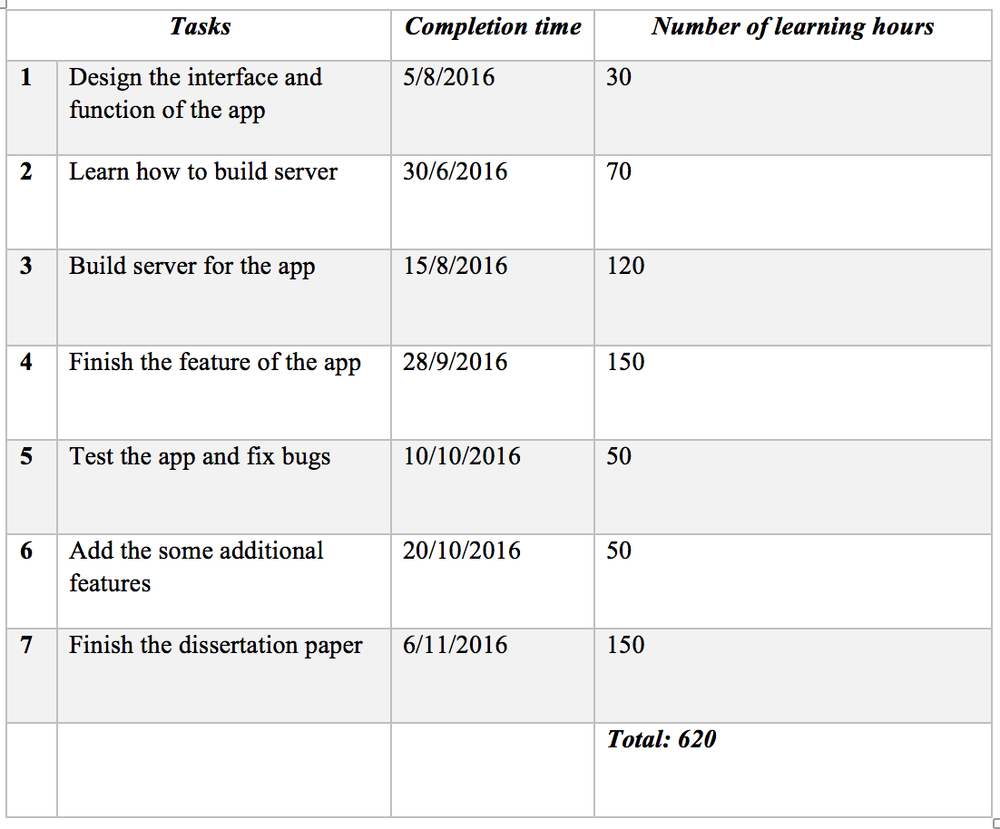 Tasks Completion time Number of learning hours
1 Design the interface and 5/8/2016 30
function of the app
2 Learn how to build server 30/6/2016 70
3 Build server for the app 15/8/2016 120
4 Finish the feature of the app 28/9/2016 150
5 Test the app and fix bugs 10/10/2016 50
6 Add the some additional 20/10/2016 50
features
7 Finish the dissertation paper 6/11/2016 150
Total: 620